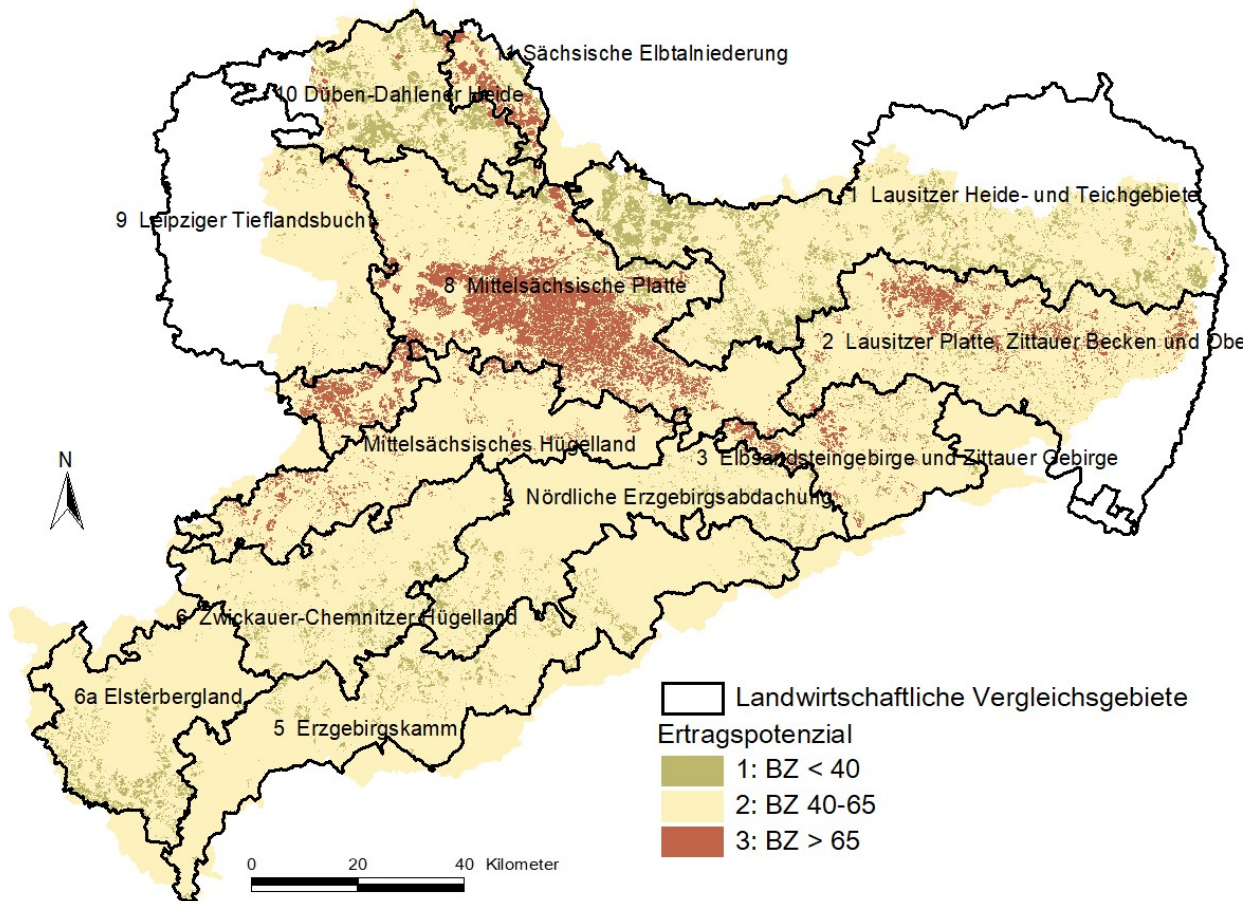 11 Sächsische Elbtalniederung
10 Düben-Dahlener Heide
1 Lausitzer Heide- und Teichgebiete
9 Leipziger Tieflandsbucht
8 Mittelsächsische Platte
2 Lausitzer Platte, Zittauer Becken und Obe
7 Mittelsächsisches Hügelland
3 Elbsandsteingebirge und Zittauer Gebirge
N
4 Nördliche Erzgebirgsabdachung
6 Zwickauer-Chemnitzer Hügelland
6a Elsterbergland
5 Erzgebirgskamm
Landwirtschaftliche Vergleichsgebiete
Ertragspotenzial
1: BZ < 40
2: BZ 40-65
3: BZ > 65
0 20 40 Kilometer